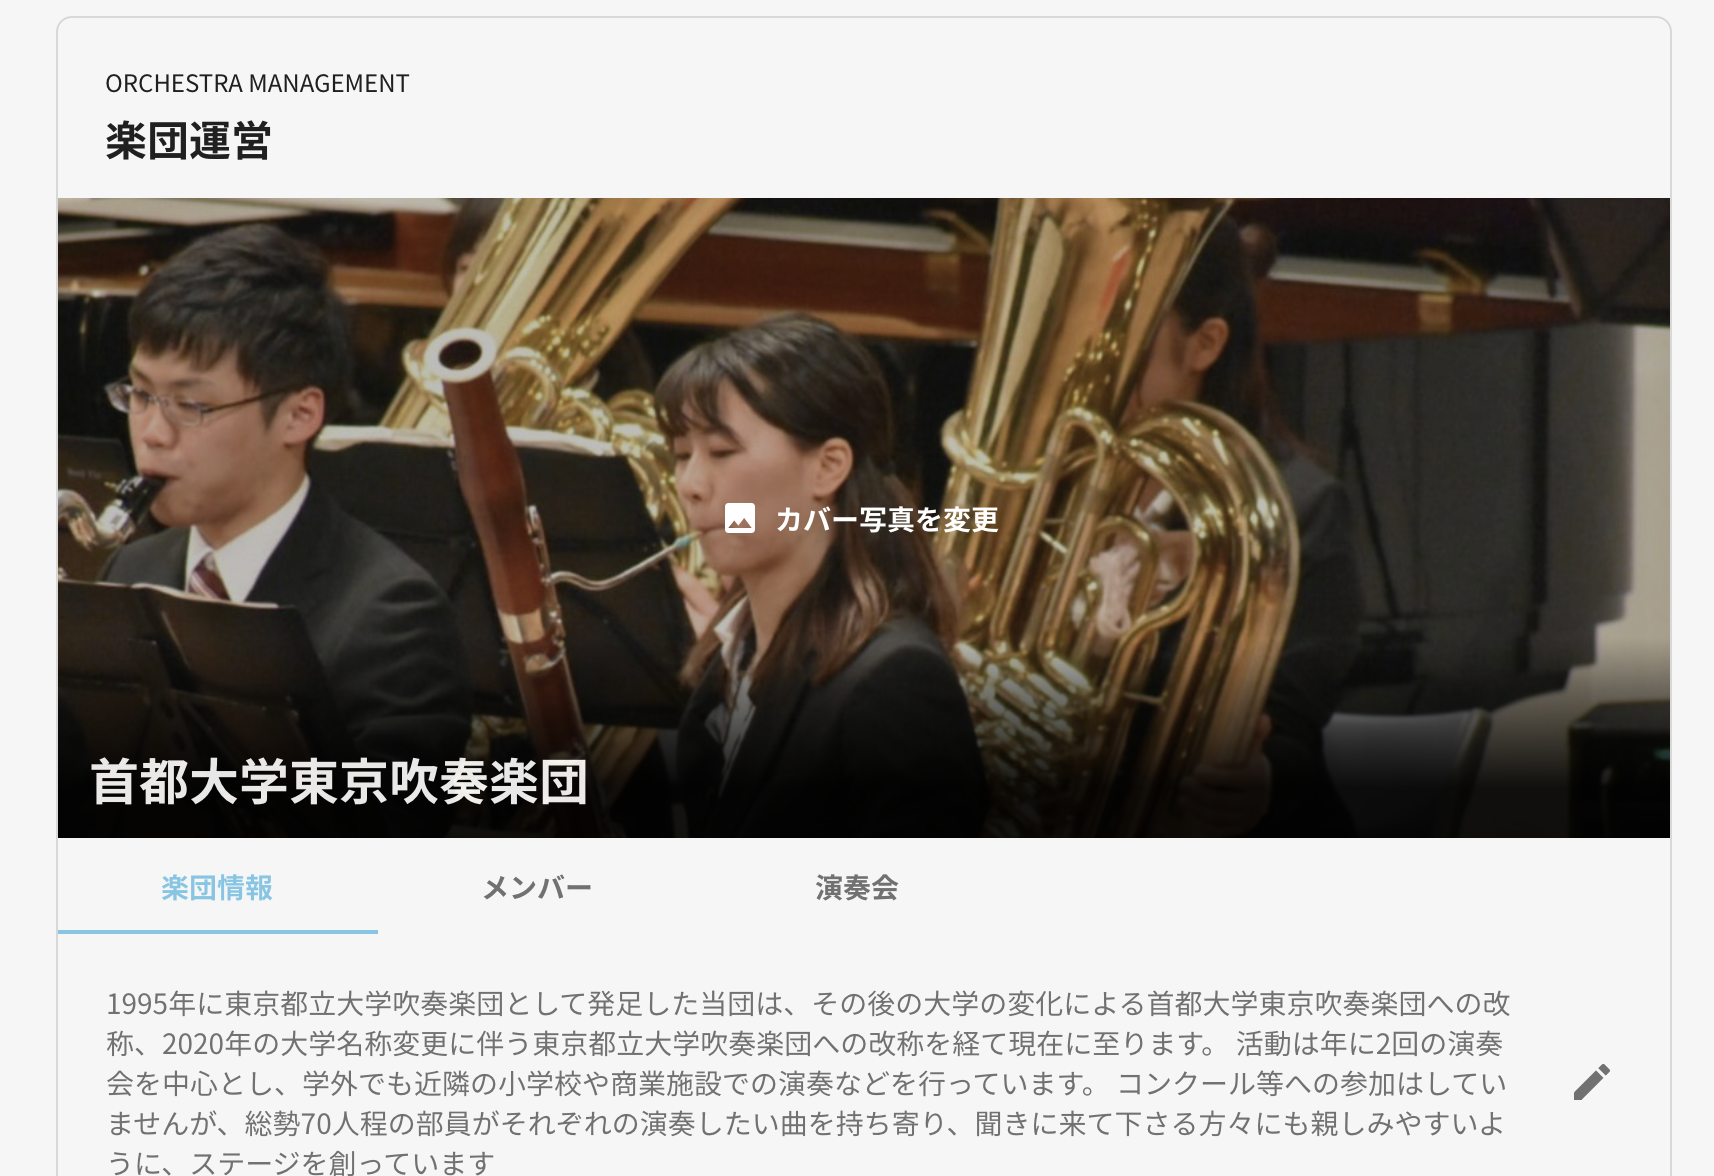 ORCHESTRA MANAGEMENT
楽団運営
カバー写真を変更
首都大学東京吹奏楽団
楽団情報
メンバー
演奏会
1995年に東京都立大学吹奏楽団として発足した当団は、その後の大学の変化による首都大学東京吹奏楽団への改
称、2020年の大学名称変更に伴う東京都立大学吹奏楽団への改称を経て現在に至ります。 活動は年に2回の演奏
会を中心とし、学外でも近隣の小学校や商業施設での演奏などを行っています。 コンクール等への参加はしてい
ませんが、総勢70人程の部員がそれぞれの演奏したい曲を持ち寄り、聞きに来て下さる方々にも親しみやすいよ
うに、ステージを創っています